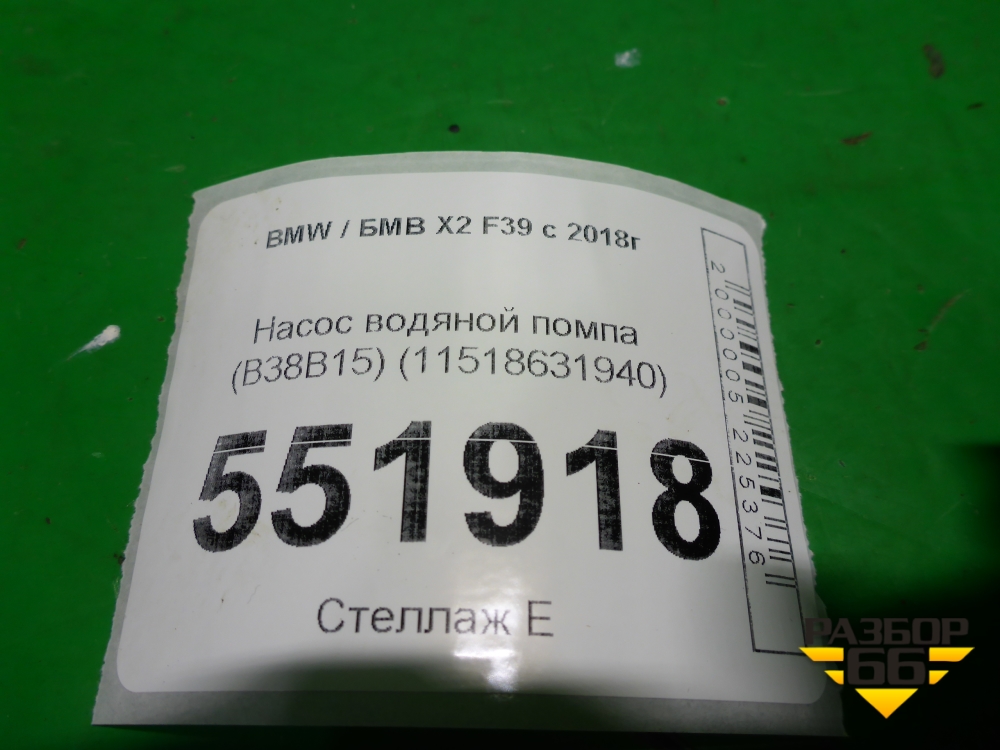 BMW / БМВ X2 F39 с 2018г
Насос водяной помпа
(B38B15) (11518631940)
551918
Стеллаж Е
2000005225376
РАЗБОР
66